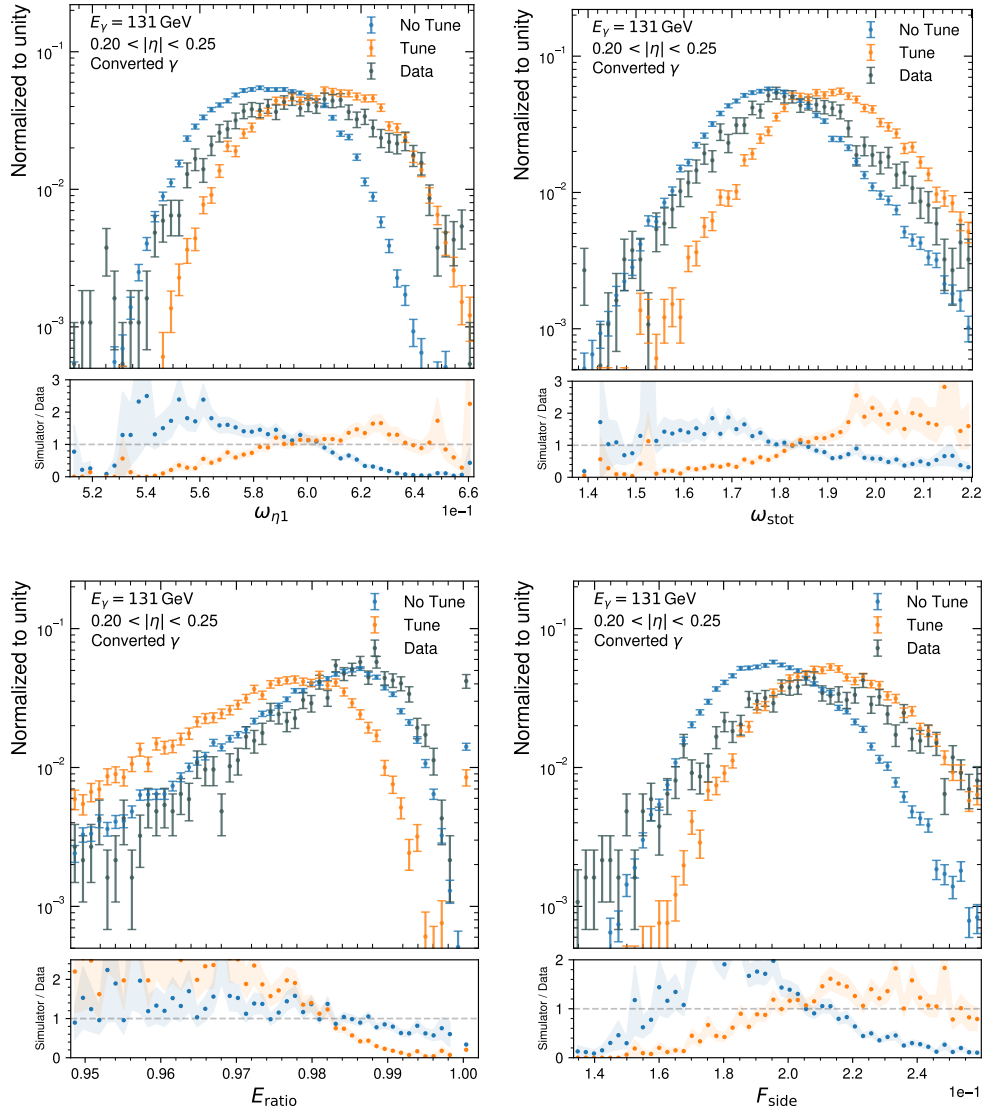 Normalized to unity
E_γ = 131 GeV
0.20 < |η| < 0.25
Converted γ
No Tune
Tune
Data
10⁻¹
10⁻²
10⁻³
Simulator / Data
3
2
1
0
5.2 5.4 5.6 5.8 6.0 6.2 6.4 6.6
ω_η1
1e−1
Normalized to unity
E_γ = 131 GeV
0.20 < |η| < 0.25
Converted γ
No Tune
Tune
Data
10⁻¹
10⁻²
10⁻³
Simulator / Data
3
2
1
0
1.4 1.5 1.6 1.7 1.8 1.9 2.0 2.1 2.2
ω_stot
Normalized to unity
E_γ = 131 GeV
0.20 < |η| < 0.25
Converted γ
No Tune
Tune
Data
10⁻¹
10⁻²
10⁻³
Simulator / Data
2
1
0
0.95 0.96 0.97 0.98 0.99 1.00
E_ratio
Normalized to unity
E_γ = 131 GeV
0.20 < |η| < 0.25
Converted γ
No Tune
Tune
Data
10⁻¹
10⁻²
10⁻³
Simulator / Data
2
1
0
1.4 1.6 1.8 2.0 2.2 2.4
F_side
1e−1